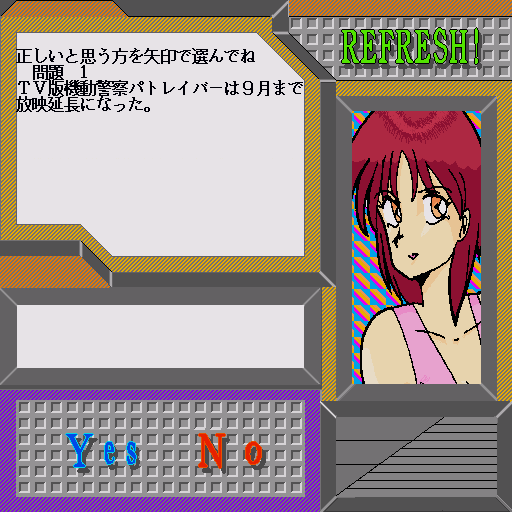 正しいと思う方を矢印で選んでね
問題 1
TV版機動警察パトレイバーは9月まで
放映延長になった。
REFRESH!
Yes No